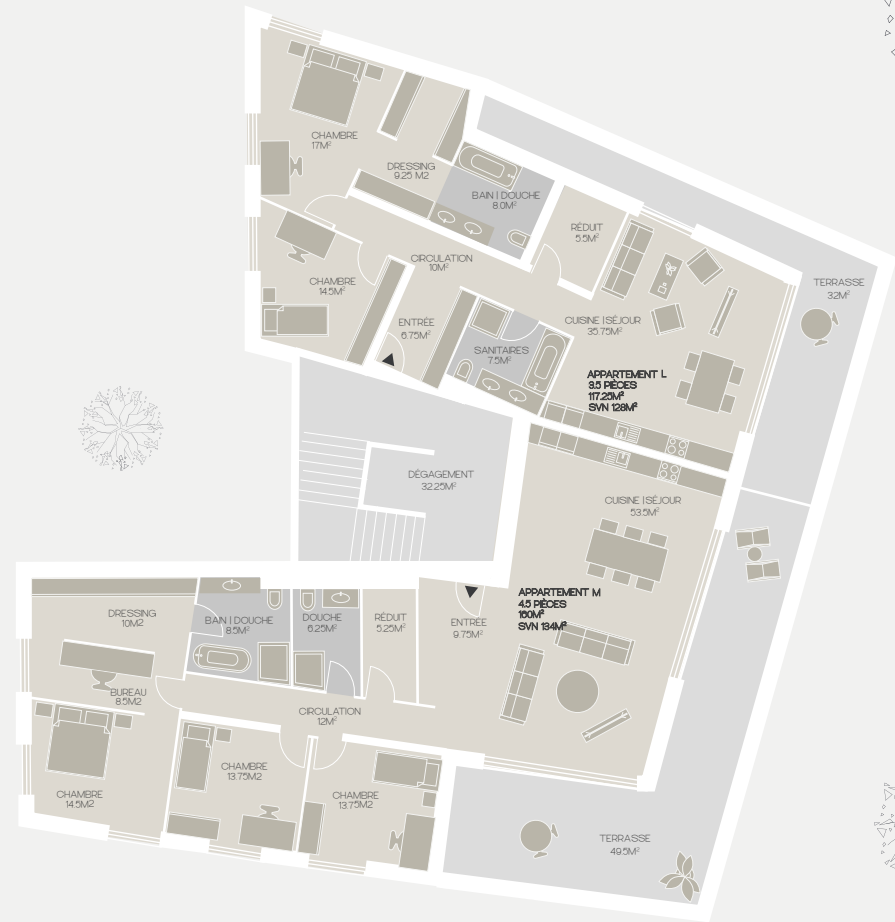 CHAMBRE
17M²
DRESSING
9.25 M2
BAIN | DOUCHE
8.0M²
RÉDUIT
5.5M²
CIRCULATION
10M²
CHAMBRE
14.5M²
TERRASSE
32M²
ENTRÉE
6.75M²
CUISINE | SÉJOUR
35.75M²
SANITAIRES
7.5M²
APPARTEMENT L
3.5 PIÈCES
117.25M²
SVN 128M²
DÉGAGEMENT
32.25M²
CUISINE | SÉJOUR
53.5M²
APPARTEMENT M
4.5 PIÈCES
160M²
SVN 134M²
DRESSING
10M2
BAIN | DOUCHE
8.5M²
DOUCHE
6.25M²
RÉDUIT
5.25M²
ENTRÉE
9.75M²
BUREAU
8.5M2
CIRCULATION
12M²
CHAMBRE
14.5M2
CHAMBRE
13.75M2
CHAMBRE
13.75M2
TERRASSE
49.5M²